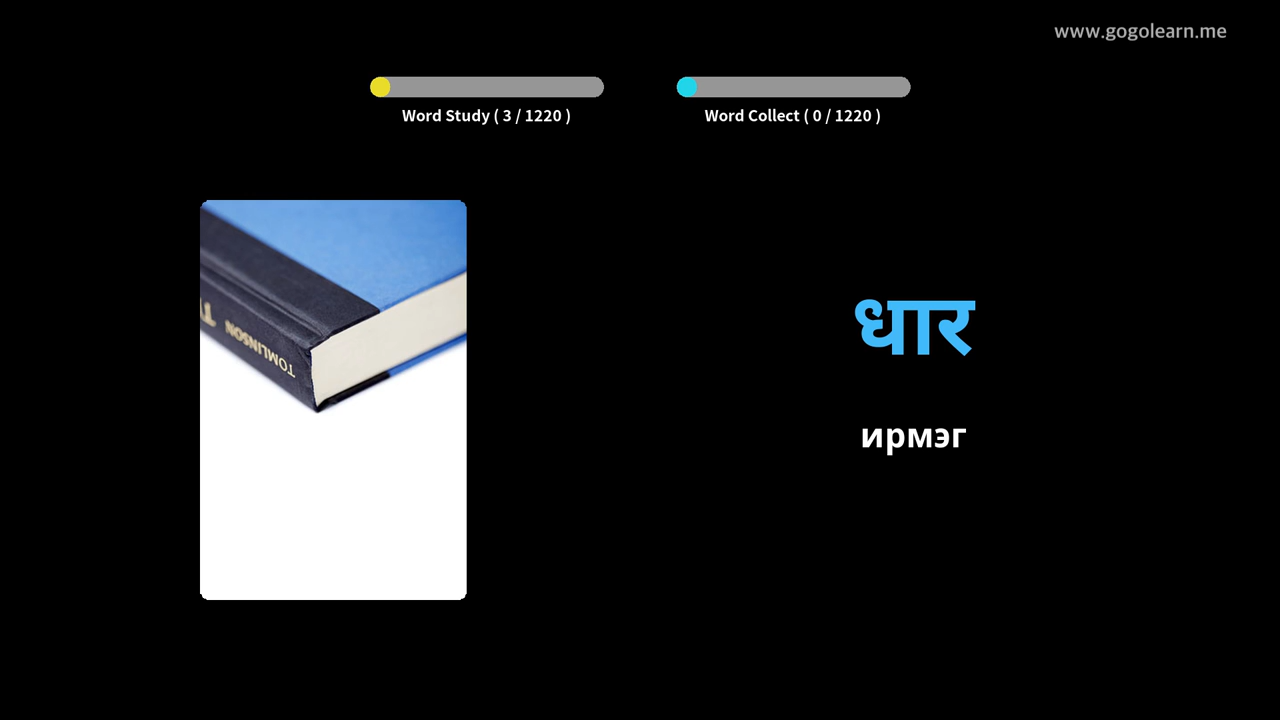 www.gogolearn.me
Word Study ( 3 / 1220 )
Word Collect ( 0 / 1220 )
TOMLINSON
धार
ирмэг